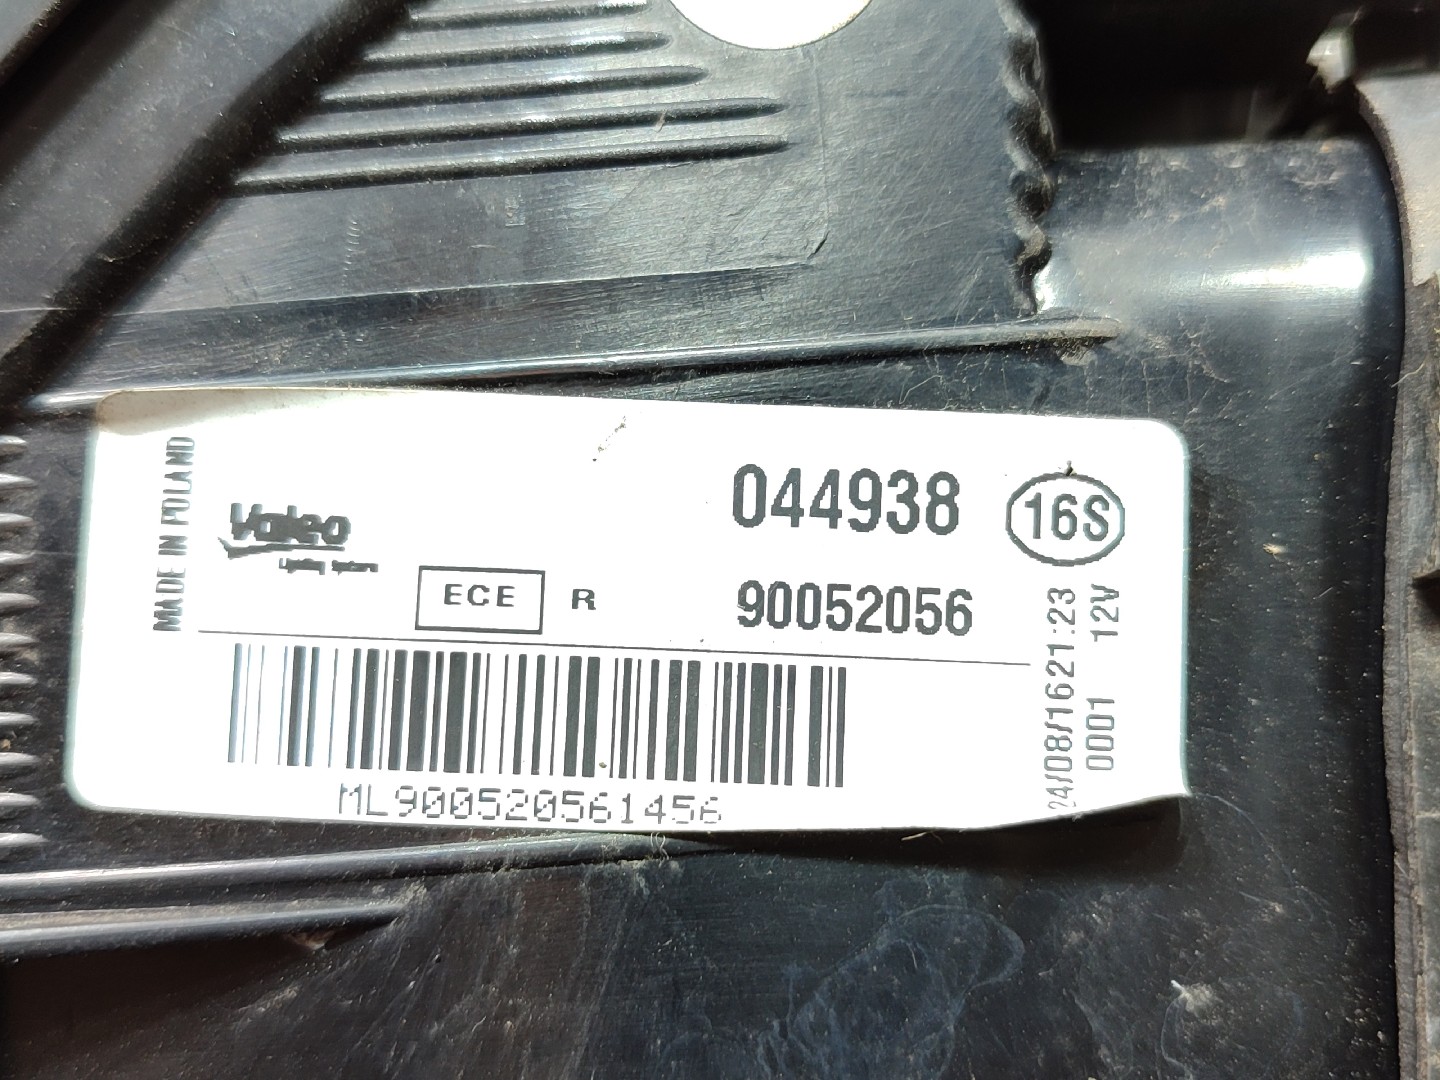 MADE IN POLAND
Valeo
Lighting Systems
044938
16S
ECE R
90052056
24/08/1621:23
0001 12V
ML900520561456